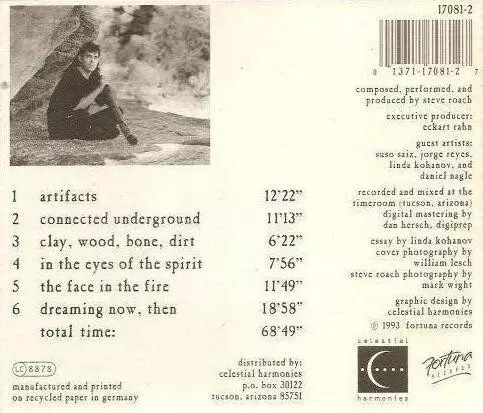 17081-2
0 1371-17081-2 7
composed, performed, and
produced by steve roach
executive producer:
eckart rahn
guest artists:
suso saiz, jorge reyes,
linda kohanov, and
daniel nagle
1 artifacts 12'22"
2 connected underground 11'13"
3 clay, wood, bone, dirt 6'22"
4 in the eyes of the spirit 7'56"
5 the face in the fire 11'49"
6 dreaming now, then 18'58"
total time: 68'49"
recorded and mixed at the
timeroom (tucson, arizona)
digital mastering by
dan hersch, digiprep
essay by linda kohanov
cover photography by
william lesch
steve roach photography by
mark wright
graphic design by
celestial harmonies
℗ 1993 fortuna records
LC 8878
manufactured and printed
on recycled paper in germany
distributed by:
celestial harmonies
p.o. box 30122
tucson, arizona 85751
celestial
harmonies
Fortuna
RECORDS